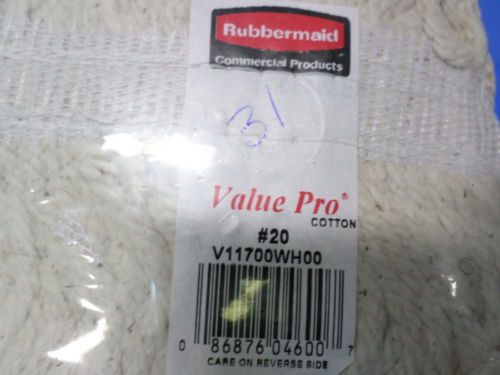 Rubbermaid
Commercial Products
31
Value Pro®
COTTON
#20
V11700WH00
0 86876 04600 7
CARE ON REVERSE SIDE